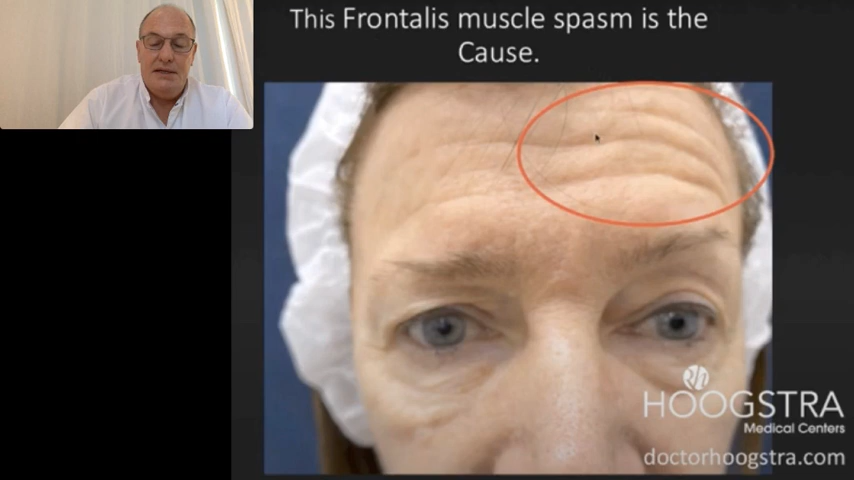 This Frontalis muscle spasm is the
Cause.
HOOGSTRA
Medical Centers
doctorhoogstra.com